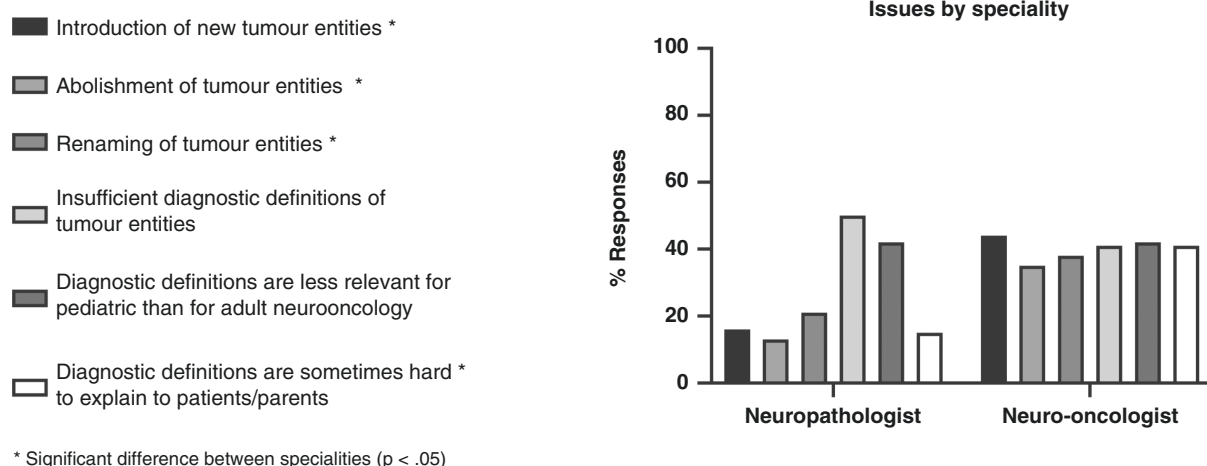 Introduction of new tumour entities *
Abolishment of tumour entities *
Renaming of tumour entities *
Insufficient diagnostic definitions of
tumour entities
Diagnostic definitions are less relevant for
pediatric than for adult neurooncology
Diagnostic definitions are sometimes hard *
to explain to patients/parents
* Significant difference between specialities (p < .05)
Issues by speciality
% Responses
100
80
60
40
20
0
Neuropathologist
Neuro-oncologist